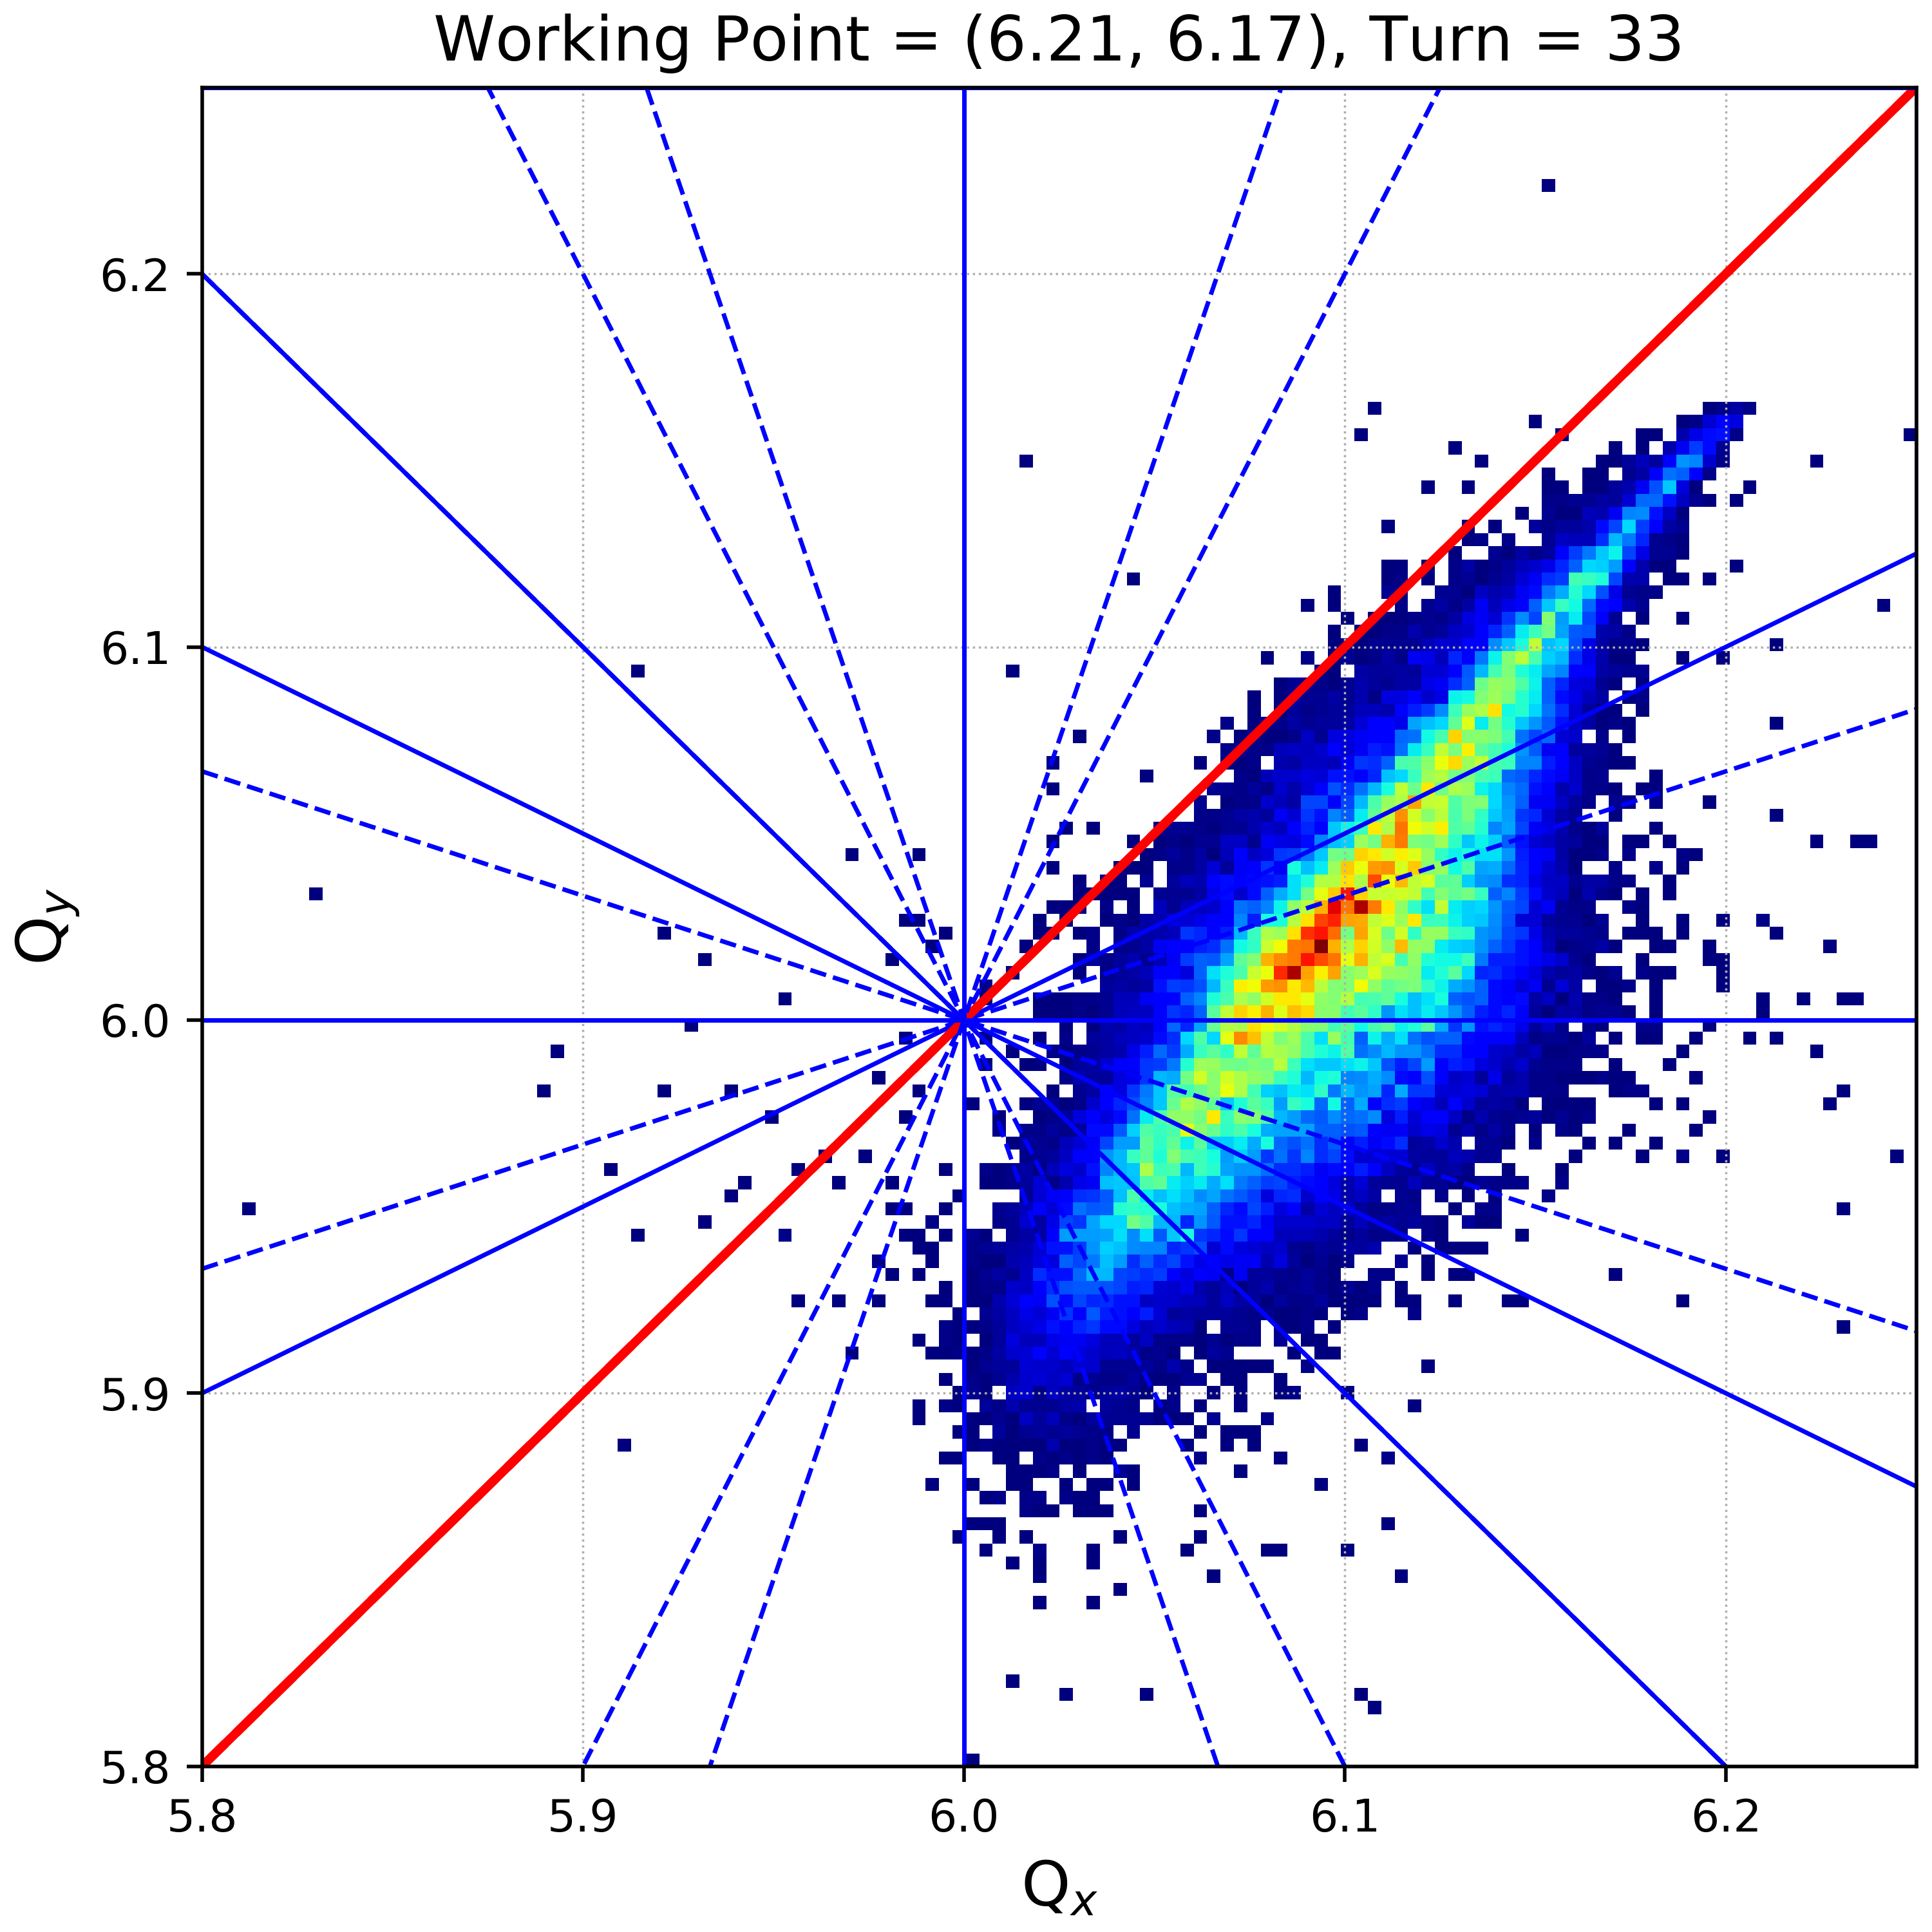 Working Point = (6.21, 6.17), Turn = 33
6.2
6.1
6.0
5.9
5.8
Qy
5.8 5.9 6.0 6.1 6.2
Qx